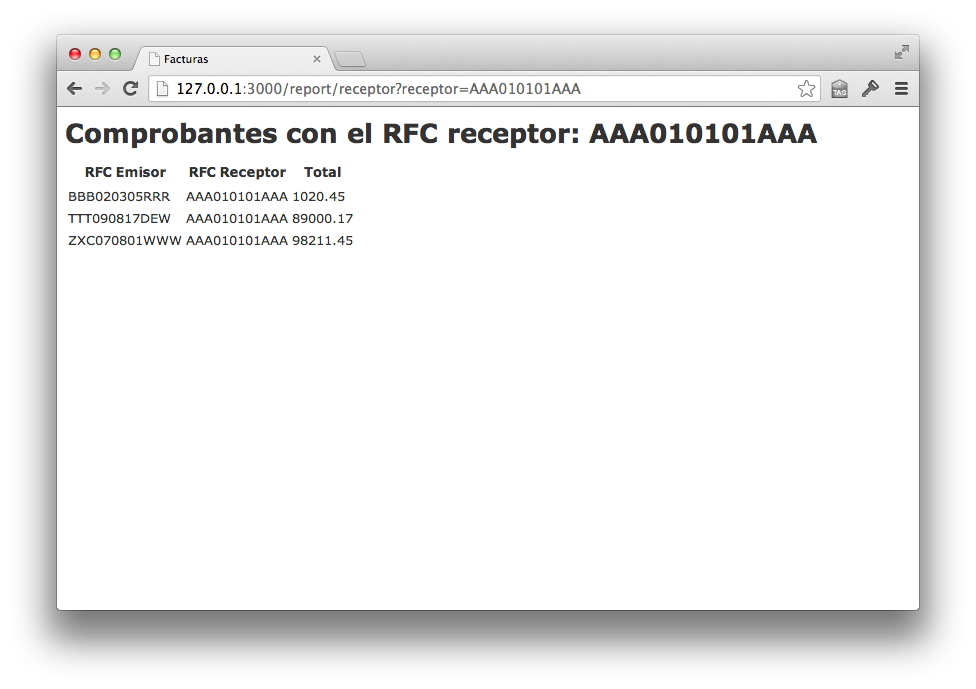 Facturas
127.0.0.1:3000/report/receptor?receptor=AAA010101AAA
TAG
Comprobantes con el RFC receptor: AAA010101AAA
RFC Emisor RFC Receptor Total
BBB020305RRR AAA010101AAA 1020.45
TTT090817DEW AAA010101AAA 89000.17
ZXC070801WWW AAA010101AAA 98211.45